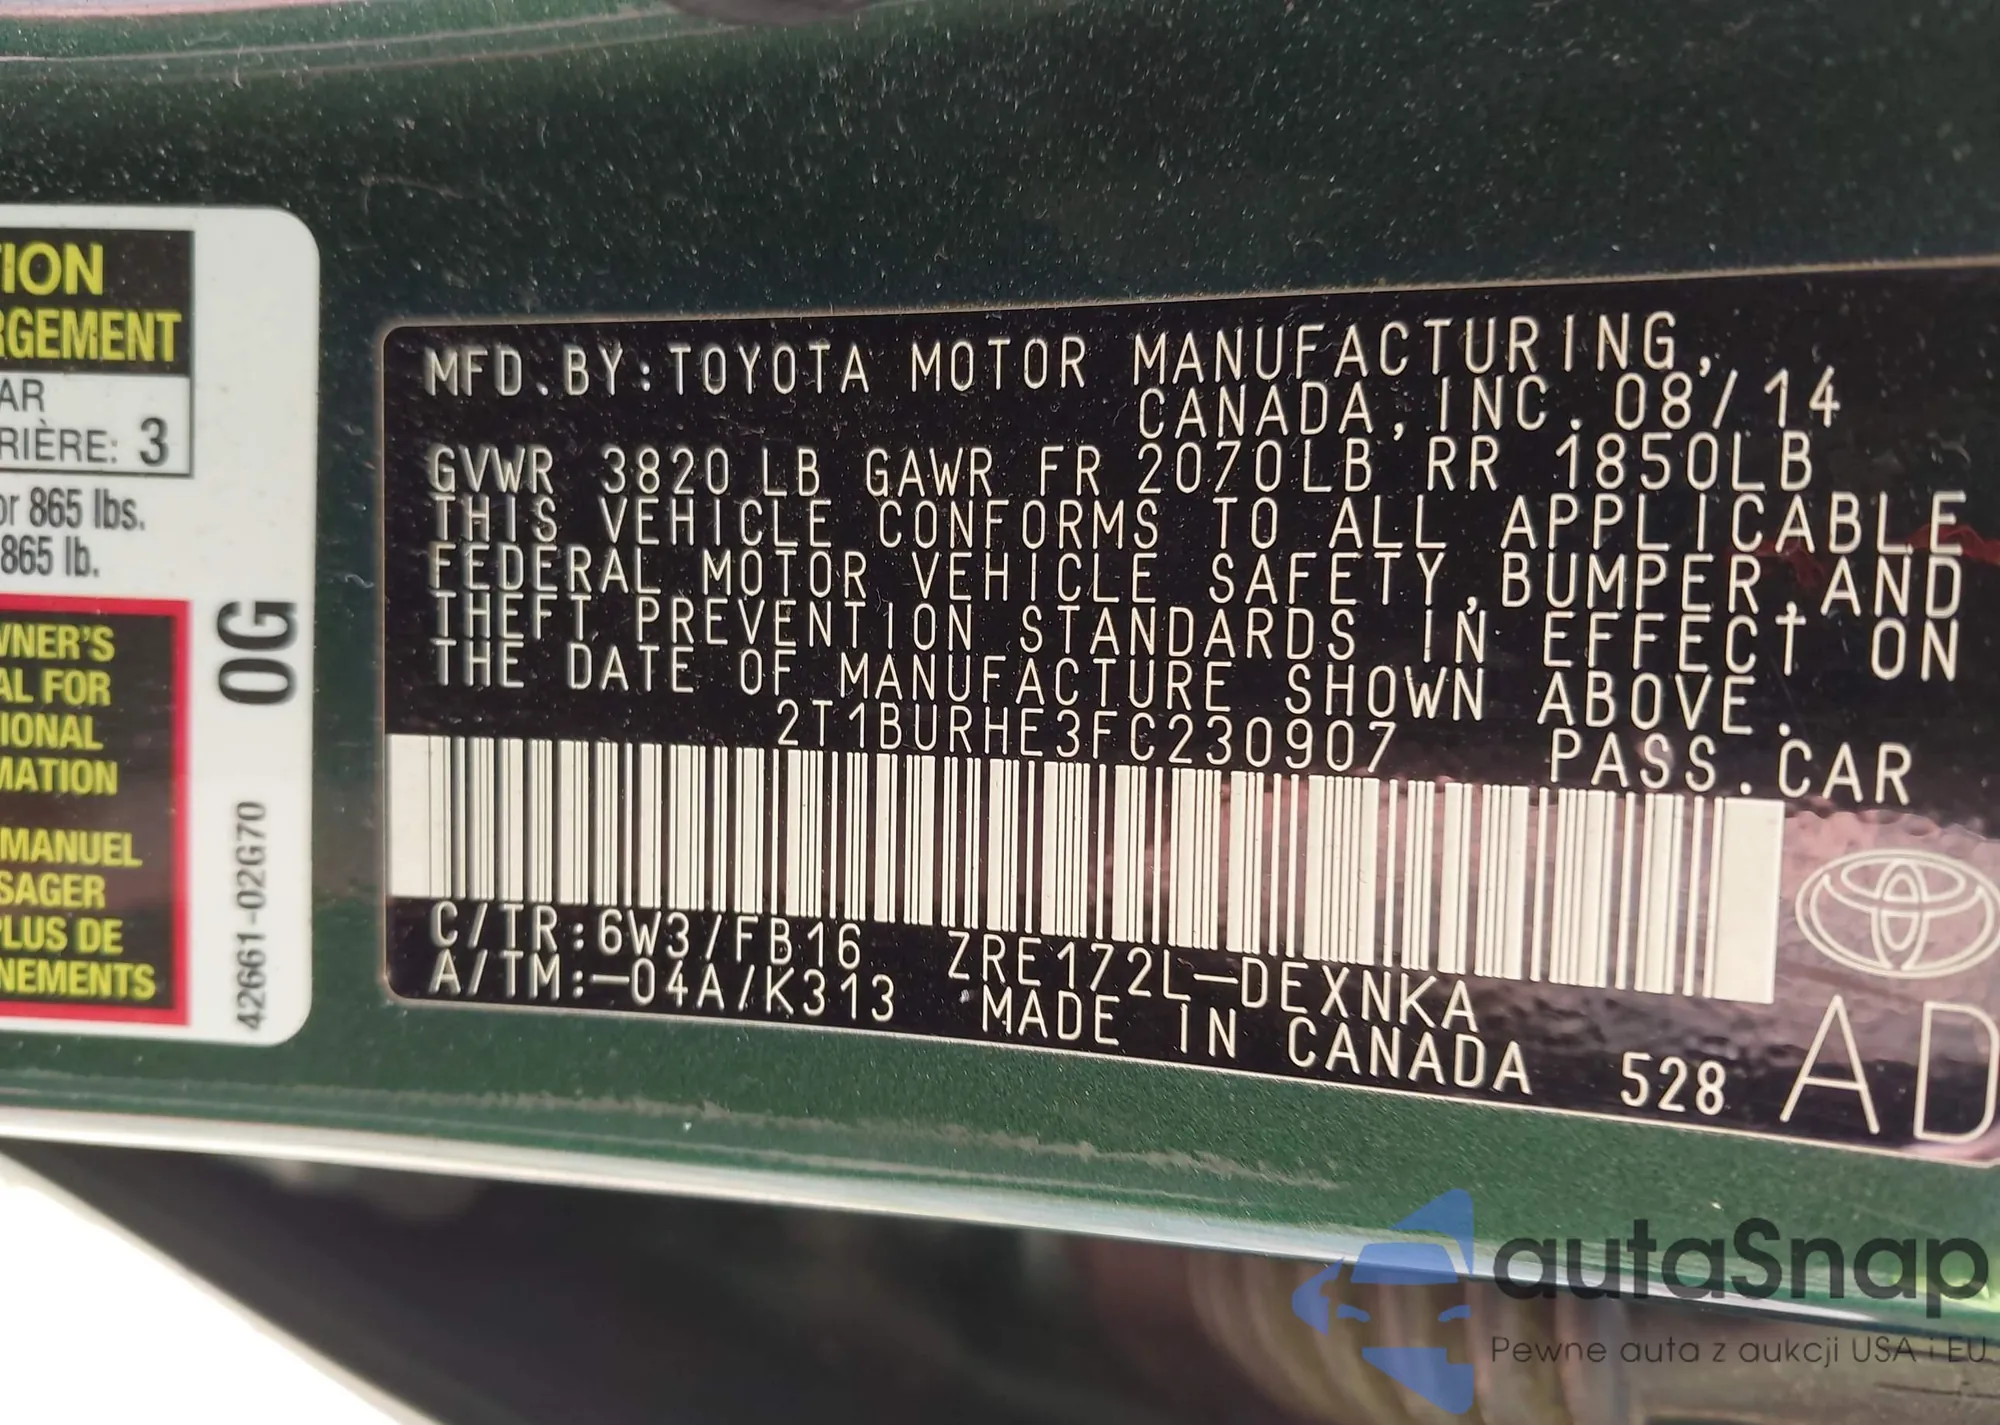 TION
RGEMENT
AR
RIÈRE: 3
or 865 lbs.
865 lb.
WNER'S
AL FOR
IONAL
MATION
MANUEL
SAGER
PLUS DE
NEMENTS
0G
42661-02G70
MFD.BY:TOYOTA MOTOR MANUFACTURING,
CANADA,INC.08/14
GVWR 3820LB GAWR FR 2070LB RR 1850LB
THIS VEHICLE CONFORMS TO ALL APPLICABLE
FEDERAL MOTOR VEHICLE SAFETY,BUMPER,AND
THEFT PREVENTION STANDARDS IN EFFECT ON
THE DATE OF MANUFACTURE SHOWN ABOVE.
2T1BURHE3FC230907 PASS.CAR
C/TR:6W3/FB16 ZRE172L-DEXNKA
A/TM:-04A/K313 MADE IN CANADA 528
AD
autaSnap
Pewne auta z aukcji USA i EU